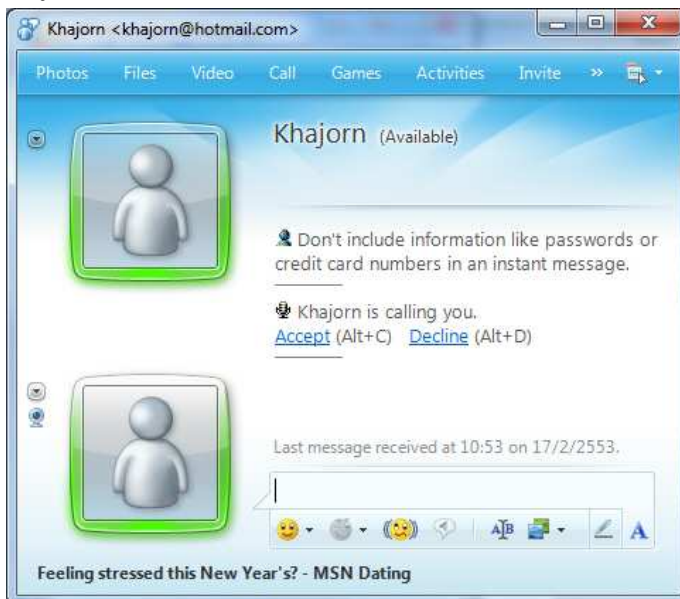 Khajorn <khajorn@hotmail.com>
Photos Files Video Call Games Activities Invite »
Khajorn (Available)
Don't include information like passwords or
credit card numbers in an instant message.
Khajorn is calling you.
Accept (Alt+C) Decline (Alt+D)
Last message received at 10:53 on 17/2/2553.
Feeling stressed this New Year's? - MSN Dating